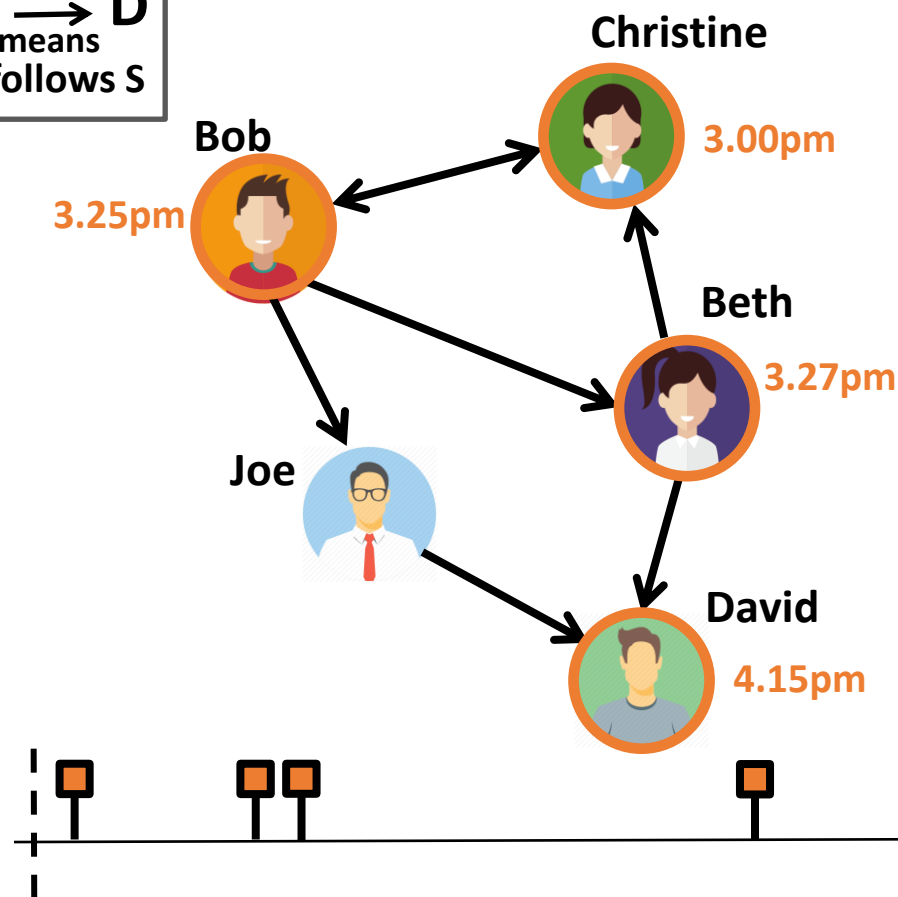 D
means
follows S
Christine
Bob
3.00pm
3.25pm
Beth
3.27pm
Joe
David
4.15pm